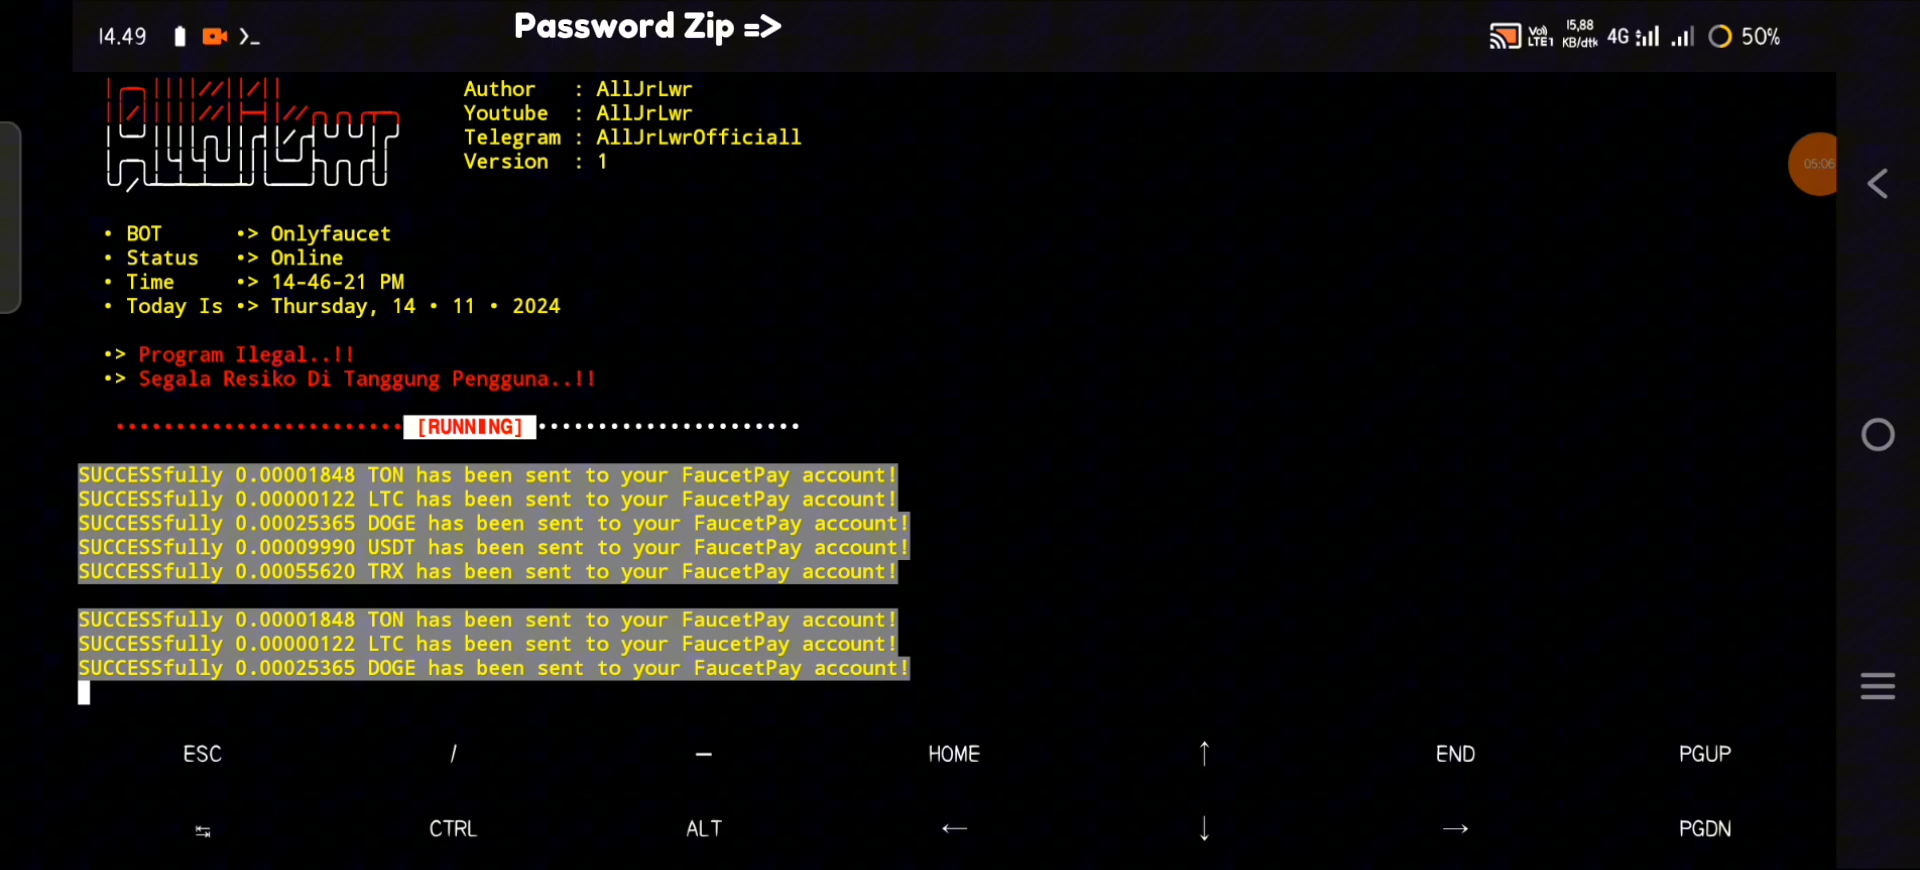 14.49
Password Zip =>
Vo)
LTE1
15,88
KB/dtk
4G
50%
Author : AllJrLwr
Youtube : AllJrLwr
Telegram : AllJrLwrOfficiall
Version : 1
05:06
• BOT •> Onlyfaucet
• Status •> Online
• Time •> 14-46-21 PM
• Today Is •> Thursday, 14 • 11 • 2024
•> Program Ilegal..!!
•> Segala Resiko Di Tanggung Pengguna..!!
[RUNNING]
SUCCESSfully 0.00001848 TON has been sent to your FaucetPay account!
SUCCESSfully 0.00000122 LTC has been sent to your FaucetPay account!
SUCCESSfully 0.00025365 DOGE has been sent to your FaucetPay account!
SUCCESSfully 0.00009990 USDT has been sent to your FaucetPay account!
SUCCESSfully 0.00055620 TRX has been sent to your FaucetPay account!
SUCCESSfully 0.00001848 TON has been sent to your FaucetPay account!
SUCCESSfully 0.00000122 LTC has been sent to your FaucetPay account!
SUCCESSfully 0.00025365 DOGE has been sent to your FaucetPay account!
ESC / — HOME ↑ END PGUP
↹ CTRL ALT ← ↓ → PGDN